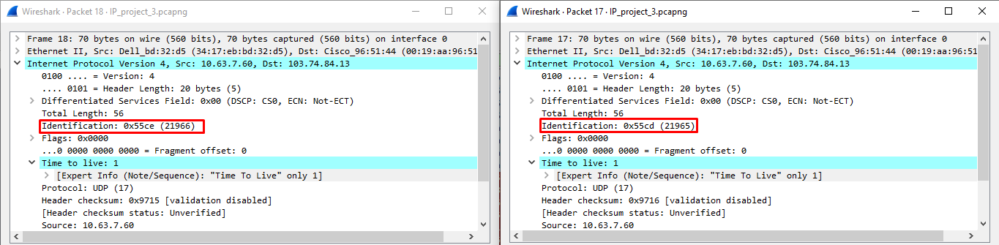 Wireshark · Packet 18 · IP_project_3.pcapng
Frame 18: 70 bytes on wire (560 bits), 70 bytes captured (560 bits) on interface 0
Ethernet II, Src: Dell_bd:32:d5 (34:17:eb:bd:32:d5), Dst: Cisco_96:51:44 (00:19:aa:96:51
Internet Protocol Version 4, Src: 10.63.7.60, Dst: 103.74.84.13
0100 .... = Version: 4
.... 0101 = Header Length: 20 bytes (5)
Differentiated Services Field: 0x00 (DSCP: CS0, ECN: Not-ECT)
Total Length: 56
Identification: 0x55ce (21966)
Flags: 0x0000
...0 0000 0000 0000 = Fragment offset: 0
Time to live: 1
[Expert Info (Note/Sequence): "Time To Live" only 1]
Protocol: UDP (17)
Header checksum: 0x9715 [validation disabled]
[Header checksum status: Unverified]
Source: 10.63.7.60
Wireshark · Packet 17 · IP_project_3.pcapng
Frame 17: 70 bytes on wire (560 bits), 70 bytes captured (560 bits) on interface 0
Ethernet II, Src: Dell_bd:32:d5 (34:17:eb:bd:32:d5), Dst: Cisco_96:51:44 (00:19:aa:96:51
Internet Protocol Version 4, Src: 10.63.7.60, Dst: 103.74.84.13
0100 .... = Version: 4
.... 0101 = Header Length: 20 bytes (5)
Differentiated Services Field: 0x00 (DSCP: CS0, ECN: Not-ECT)
Total Length: 56
Identification: 0x55cd (21965)
Flags: 0x0000
...0 0000 0000 0000 = Fragment offset: 0
Time to live: 1
[Expert Info (Note/Sequence): "Time To Live" only 1]
Protocol: UDP (17)
Header checksum: 0x9716 [validation disabled]
[Header checksum status: Unverified]
Source: 10.63.7.60